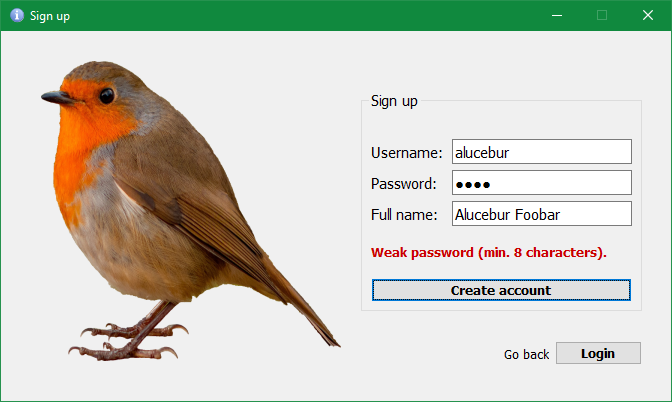 Sign up
Sign up
Username: alucebur
Password: ●●●●
Full name: Alucebur Foobar
Weak password (min. 8 characters).
Create account
Go back Login